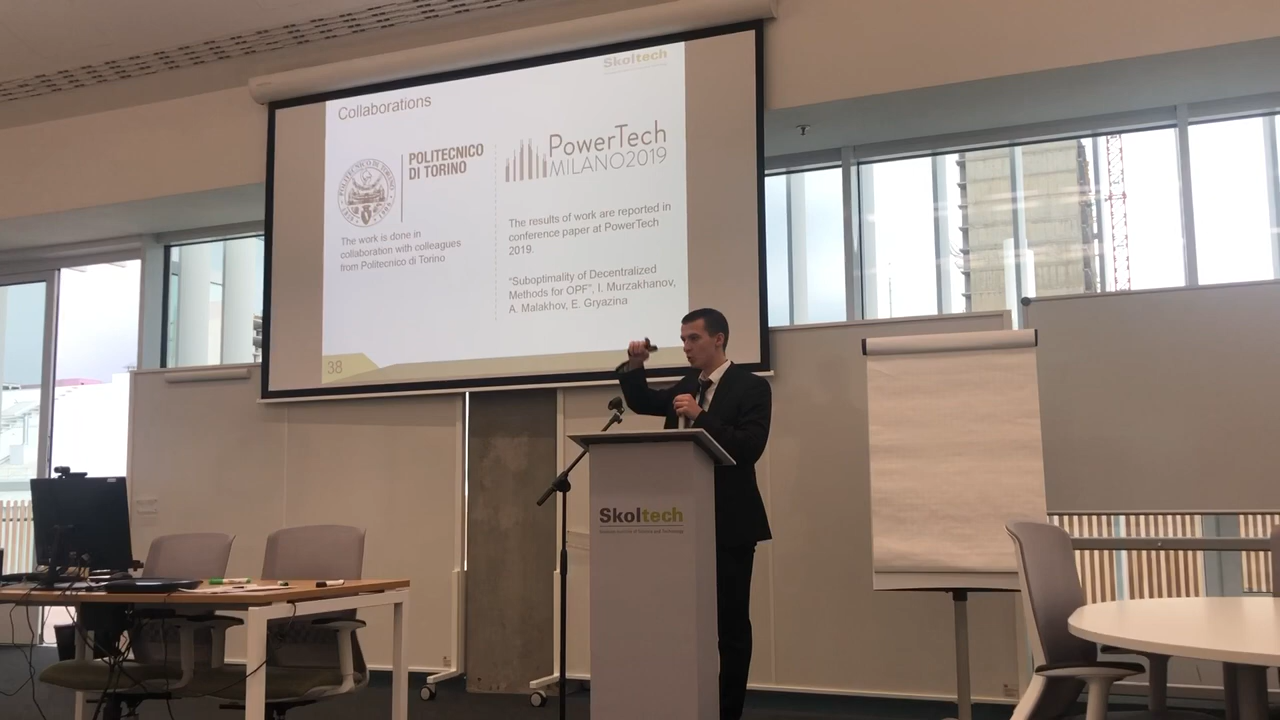 Skoltech
Collaborations
POLITECNICO
DI TORINO
PowerTech
MILANO2019
The work is done in
collaboration with colleagues
from Politecnico di Torino
The results of work are reported in
conference paper at PowerTech
2019.
“Suboptimality of Decentralized
Methods for OPF”, I. Murzakhanov,
A. Malakhov, E. Gryazina
38
Skoltech